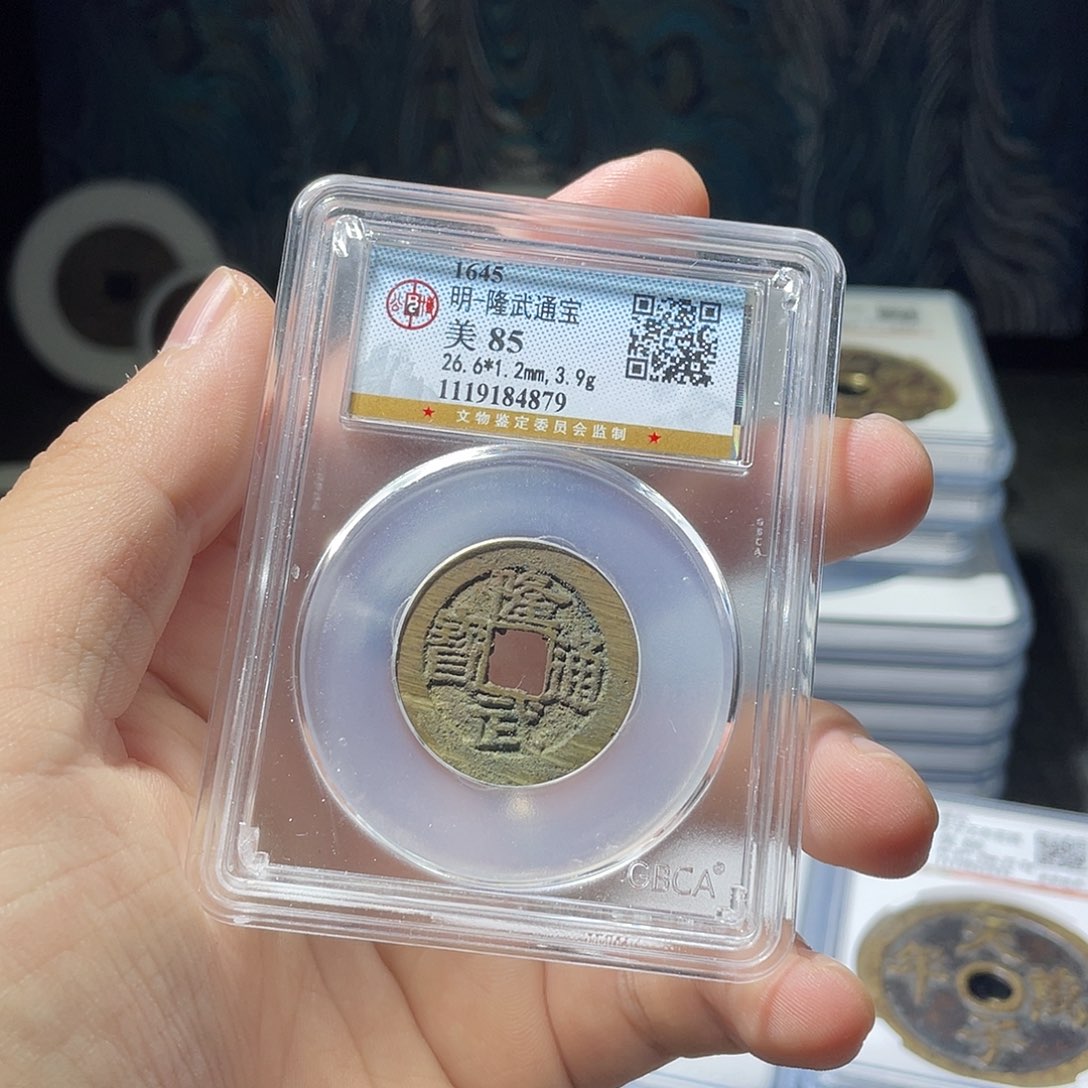 1645
明-隆武通宝
美 85
26.6*1.2mm, 3.9g
1119184879
★ 文物鉴定委员会监制 ★
GBCA
隆武通寶
GBCA®